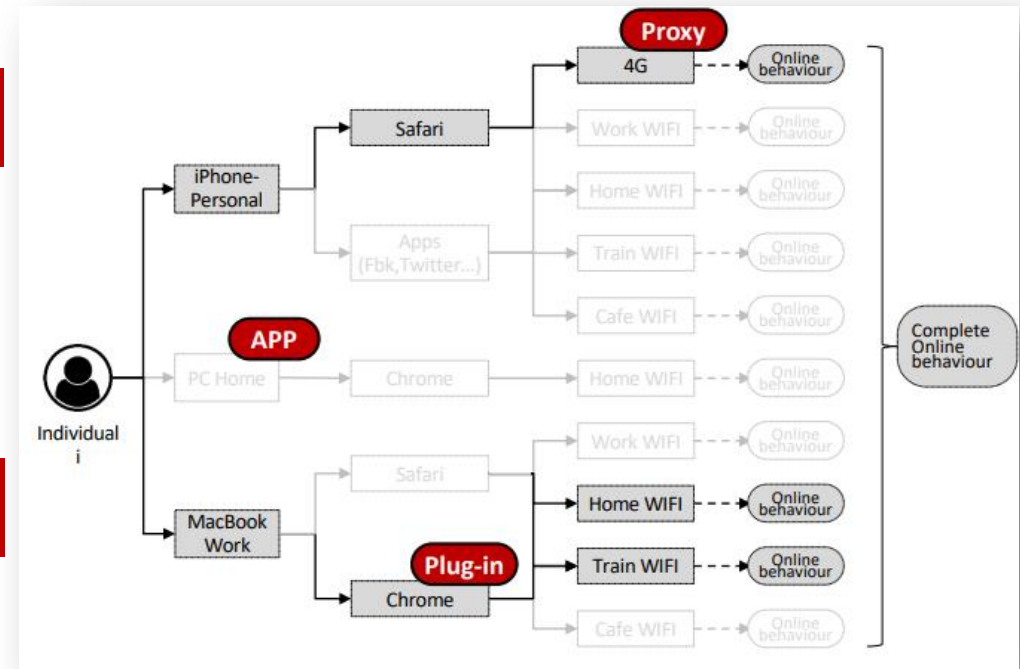 Proxy
4G
Online
behaviour
Safari
Work WIFI
Online
behaviour
iPhone-
Personal
Home WIFI
Online
behaviour
Apps
(Fbk,Twitter...)
Train WIFI
Online
behaviour
Cafe WIFI
Online
behaviour
APP
PC Home
Chrome
Home WIFI
Online
behaviour
Complete
Online
behaviour
Individual
i
Work WIFI
Online
behaviour
Safari
Home WIFI
Online
behaviour
MacBook
Work
Plug-in
Chrome
Train WIFI
Online
behaviour
Cafe WIFI
Online
behaviour